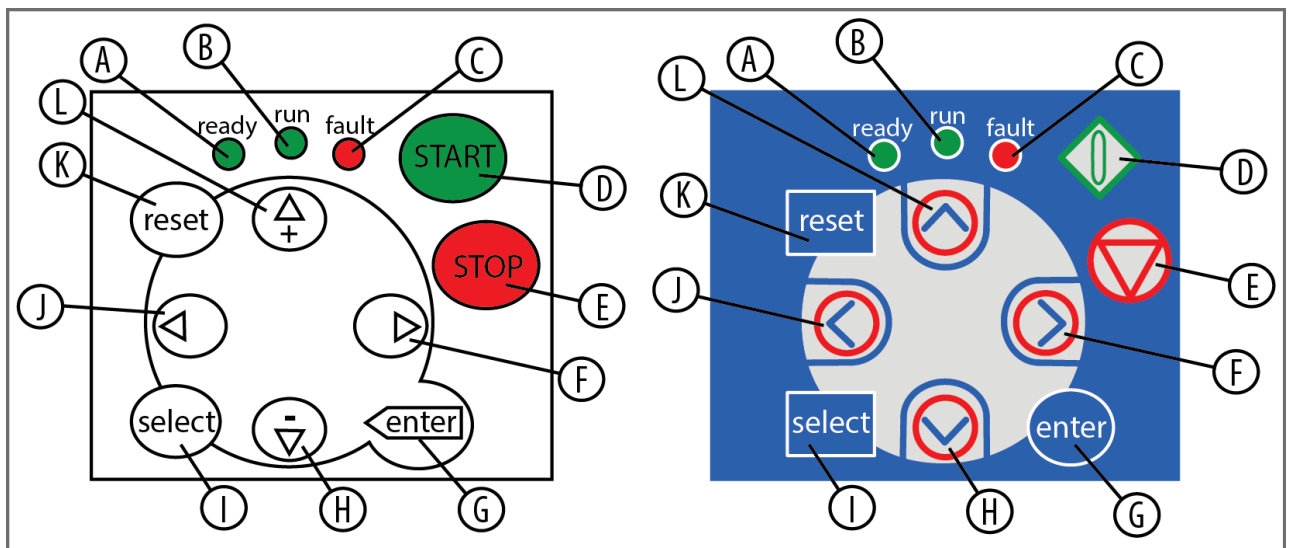 A
B
C
L
ready
run
fault
START
D
K
reset
+
STOP
E
J
F
select
-
enter
I
H
G
A
B
C
L
ready
run
fault
D
K
reset
E
J
F
select
enter
I
H
G